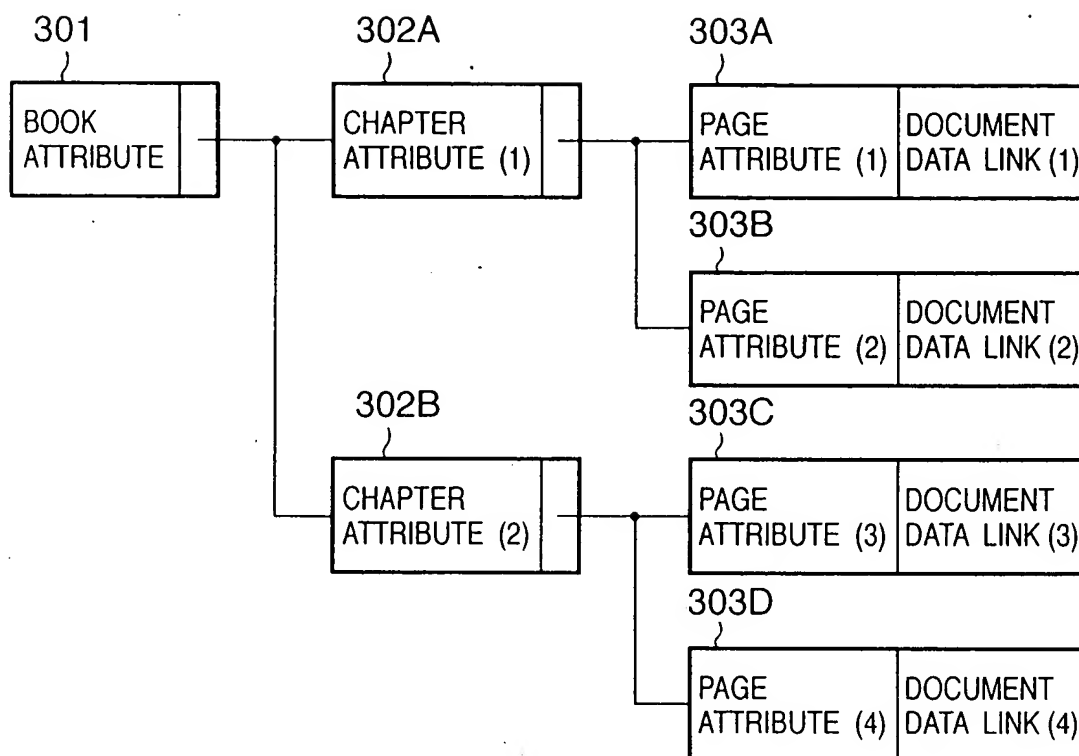 301
302A
303A
BOOK
ATTRIBUTE
CHAPTER
ATTRIBUTE (1)
PAGE
ATTRIBUTE (1)
DOCUMENT
DATA LINK (1)
303B
PAGE
ATTRIBUTE (2)
DOCUMENT
DATA LINK (2)
302B
303C
CHAPTER
ATTRIBUTE (2)
PAGE
ATTRIBUTE (3)
DOCUMENT
DATA LINK (3)
303D
PAGE
ATTRIBUTE (4)
DOCUMENT
DATA LINK (4)